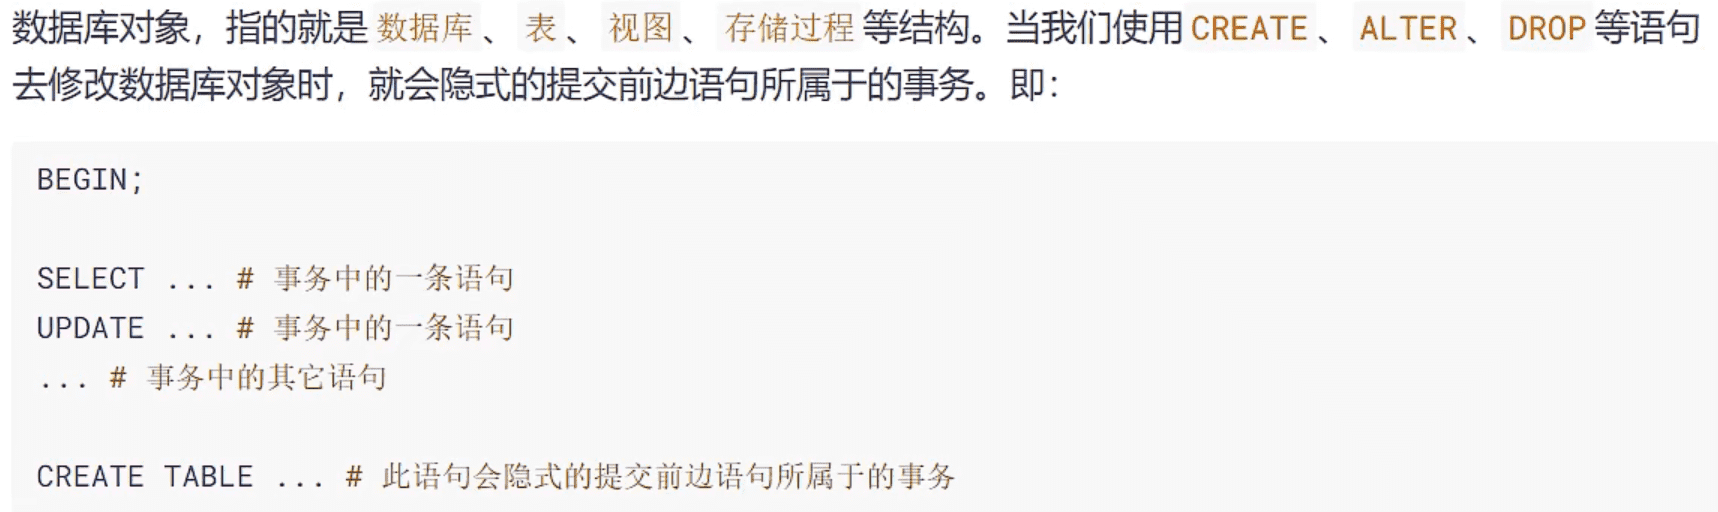 数据库对象，指的就是 数据库 、 表 、 视图 、 存储过程 等结构。当我们使用 CREATE 、 ALTER 、 DROP 等语句
去修改数据库对象时，就会隐式的提交前边语句所属于的事务。即：
BEGIN;
SELECT ... # 事务中的一条语句
UPDATE ... # 事务中的一条语句
... # 事务中的其它语句
CREATE TABLE ... # 此语句会隐式的提交前边语句所属于的事务